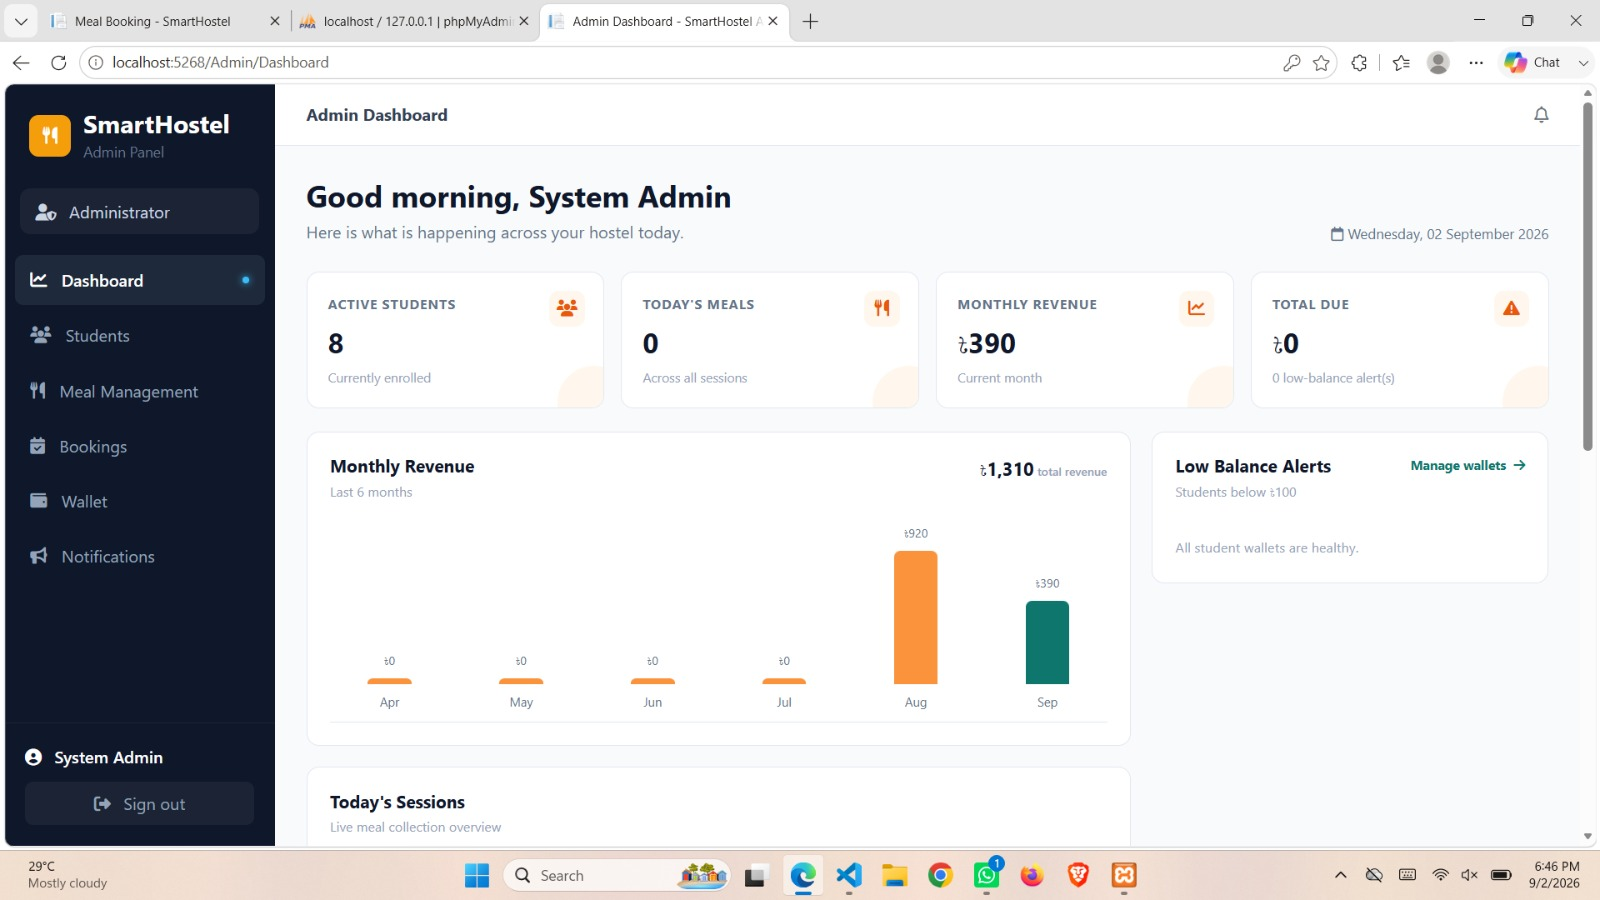 Meal Booking - SmartHostel
localhost / 127.0.0.1 | phpMyAdmin
Admin Dashboard - SmartHostel A
localhost:5268/Admin/Dashboard
Chat
SmartHostel
Admin Panel
Administrator
Dashboard
Students
Meal Management
Bookings
Wallet
Notifications
System Admin
Sign out
Admin Dashboard
Good morning, System Admin
Here is what is happening across your hostel today.
Wednesday, 02 September 2026
ACTIVE STUDENTS
8
Currently enrolled
TODAY'S MEALS
0
Across all sessions
MONTHLY REVENUE
৳390
Current month
TOTAL DUE
৳0
0 low-balance alert(s)
Monthly Revenue
Last 6 months
৳1,310 total revenue
৳0
৳0
৳0
৳0
৳920
৳390
Apr
May
Jun
Jul
Aug
Sep
Low Balance Alerts
Manage wallets →
Students below ৳100
All student wallets are healthy.
Today's Sessions
Live meal collection overview
29°C
Mostly cloudy
Search
1
6:46 PM
9/2/2026